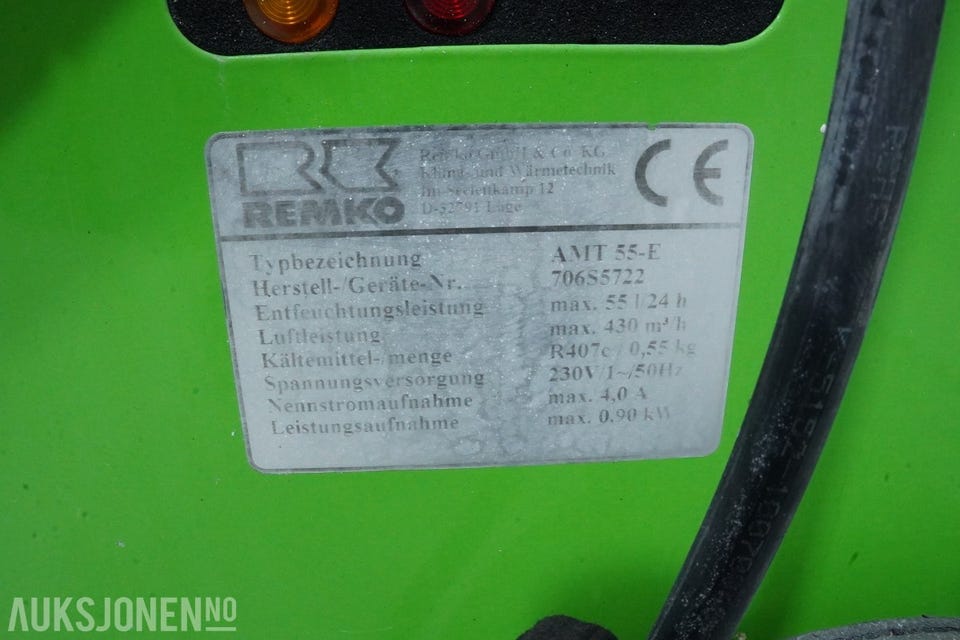 REMKO
Remko GmbH & Co. KG
Klima- und Wärmetechnik
Im Seelenkamp 12
D-32791 Lage
CE
Typbezeichnung AMT 55-E
Herstell-/Geräte-Nr. 706S5722
Entfeuchtungsleistung max. 55 l/24 h
Luftleistung max. 430 m³/h
Kältemittel-/menge R407c / 0,55 kg
Spannungsversorgung 230V/1~/50Hz
Nennstromaufnahme max. 4,0 A
Leistungsaufnahme max. 0,90 kW
AUKSJONEN.NO